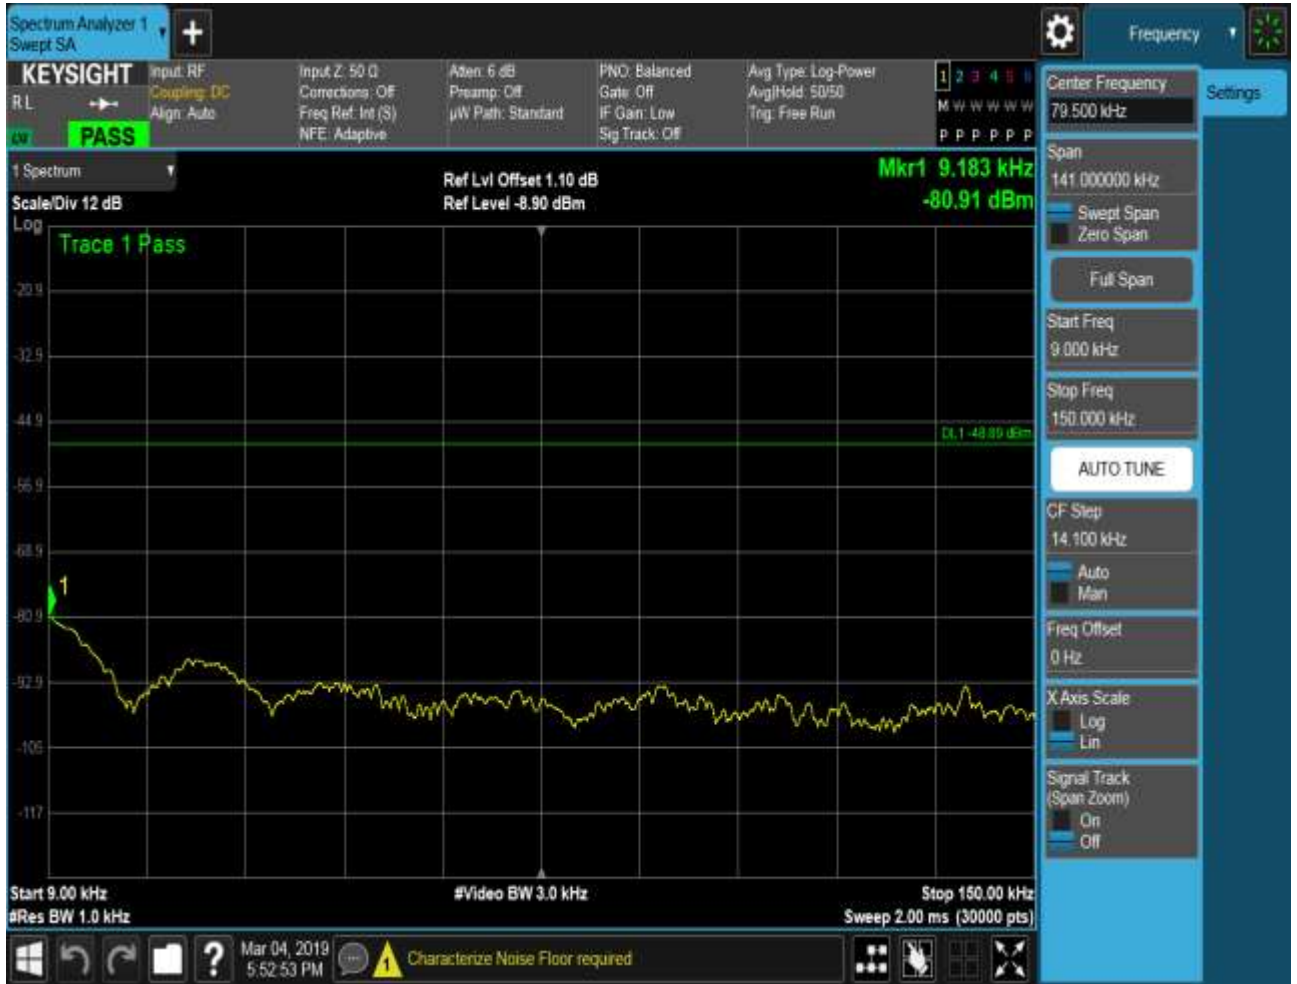 Spectrum Analyzer 1
Swept SA
+
Frequency
KEYSIGHT
Input: RF
Coupling: DC
Align: Auto
Input Z: 50 Ω
Corrections: Off
Freq Ref: Int (S)
NFE: Adaptive
Atten: 6 dB
Preamp: Off
µW Path: Standard
PNO: Balanced
Gate: Off
IF Gain: Low
Sig Track: Off
Avg Type: Log-Power
Avg|Hold: 50/50
Trig: Free Run
1 2 3 4 5 6
M W W W W W
P P P P P P
RL
PASS
Center Frequency
79.500 kHz
Settings
1 Spectrum
Scale/Div 12 dB
Log
Ref Lvl Offset 1.10 dB
Ref Level -8.90 dBm
Mkr1 9.183 kHz
-80.91 dBm
Trace 1 Pass
-20.9
-32.9
-44.9
-56.9
-68.9
-80.9
-92.9
-105
-117
DL1 -48.89 dBm
1
Span
141.000000 kHz
Swept Span
Zero Span
Full Span
Start Freq
9.000 kHz
Stop Freq
150.000 kHz
AUTO TUNE
CF Step
14.100 kHz
Auto
Man
Freq Offset
0 Hz
X Axis Scale
Log
Lin
Signal Track
(Span Zoom)
On
Off
Start 9.00 kHz
#Video BW 3.0 kHz
Stop 150.00 kHz
#Res BW 1.0 kHz
Sweep 2.00 ms (30000 pts)
?
Mar 04, 2019
5:52:53 PM
1
Characterize Noise Floor required